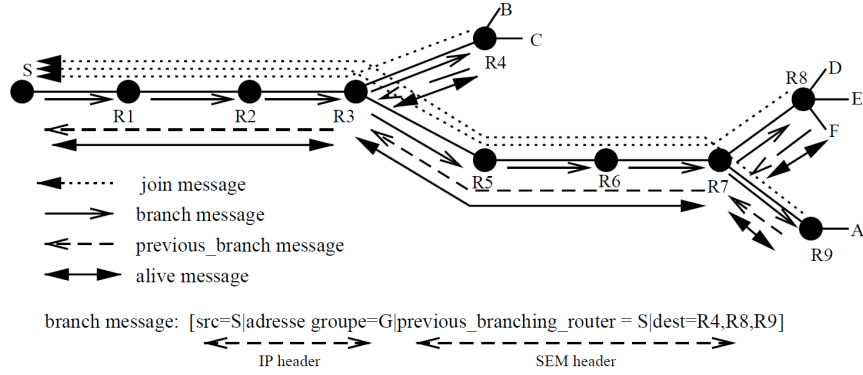 B
C
R4
S
R1
R2
R3
R8
D
E
F
R5
R6
R7
A
R9
join message
branch message
previous_branch message
alive message
branch message: [src=S|adresse groupe=G|previous_branching_router = S|dest=R4,R8,R9]
IP header
SEM header